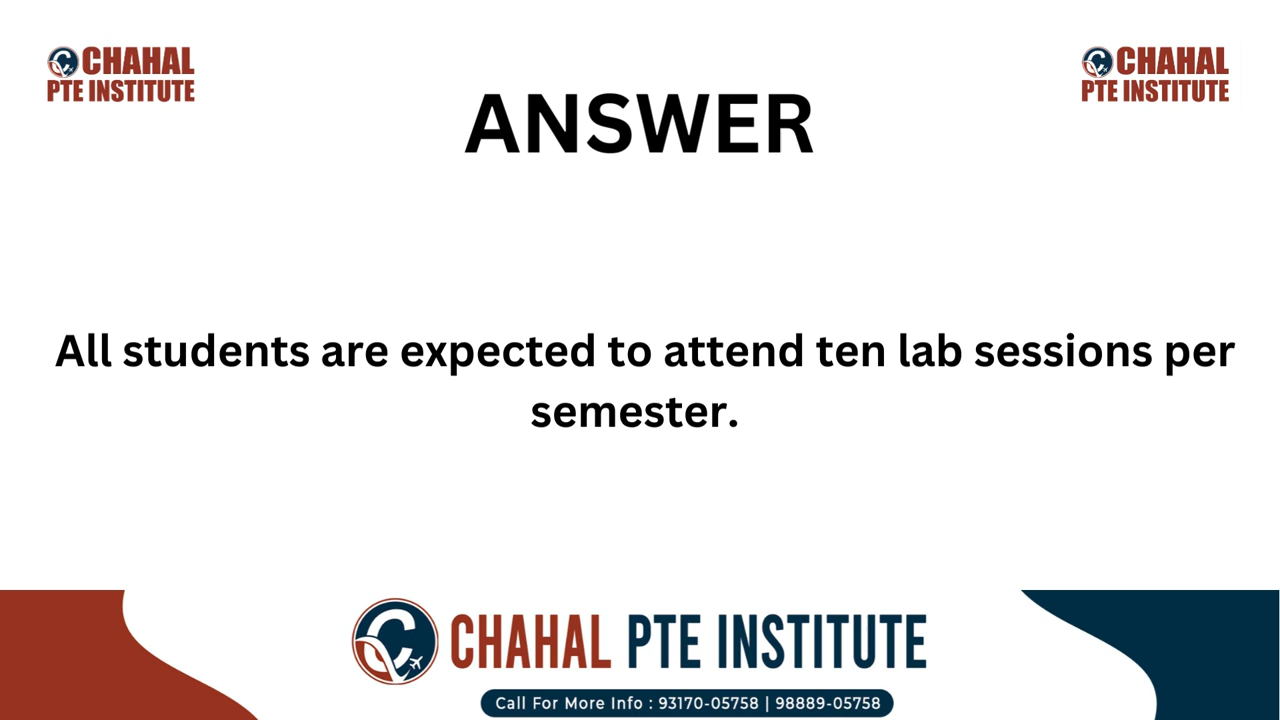 CHAHAL
PTE INSTITUTE
CHAHAL
PTE INSTITUTE
ANSWER
All students are expected to attend ten lab sessions per
semester.
CHAHAL PTE INSTITUTE
Call For More Info : 93170-05758 | 98889-05758